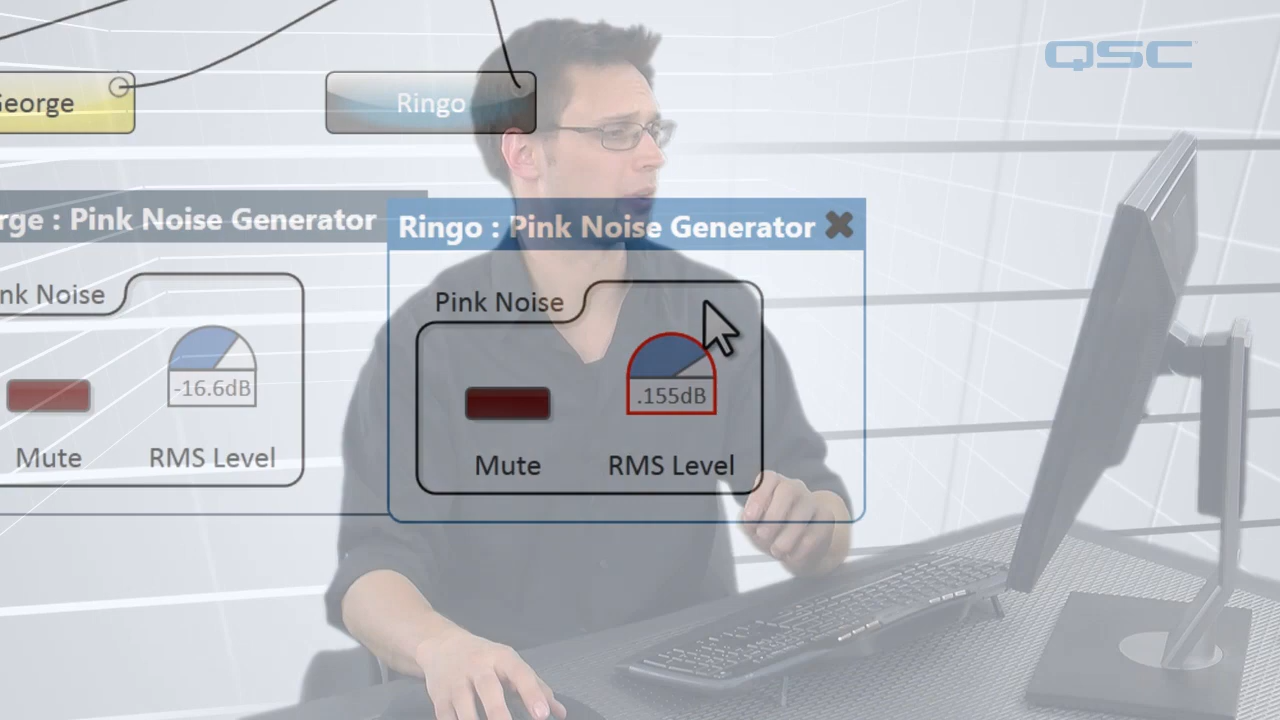 QSC
George
Ringo
rge : Pink Noise Generator
Ringo : Pink Noise Generator
nk Noise
Pink Noise
-16.6dB
.155dB
Mute
RMS Level
Mute
RMS Level